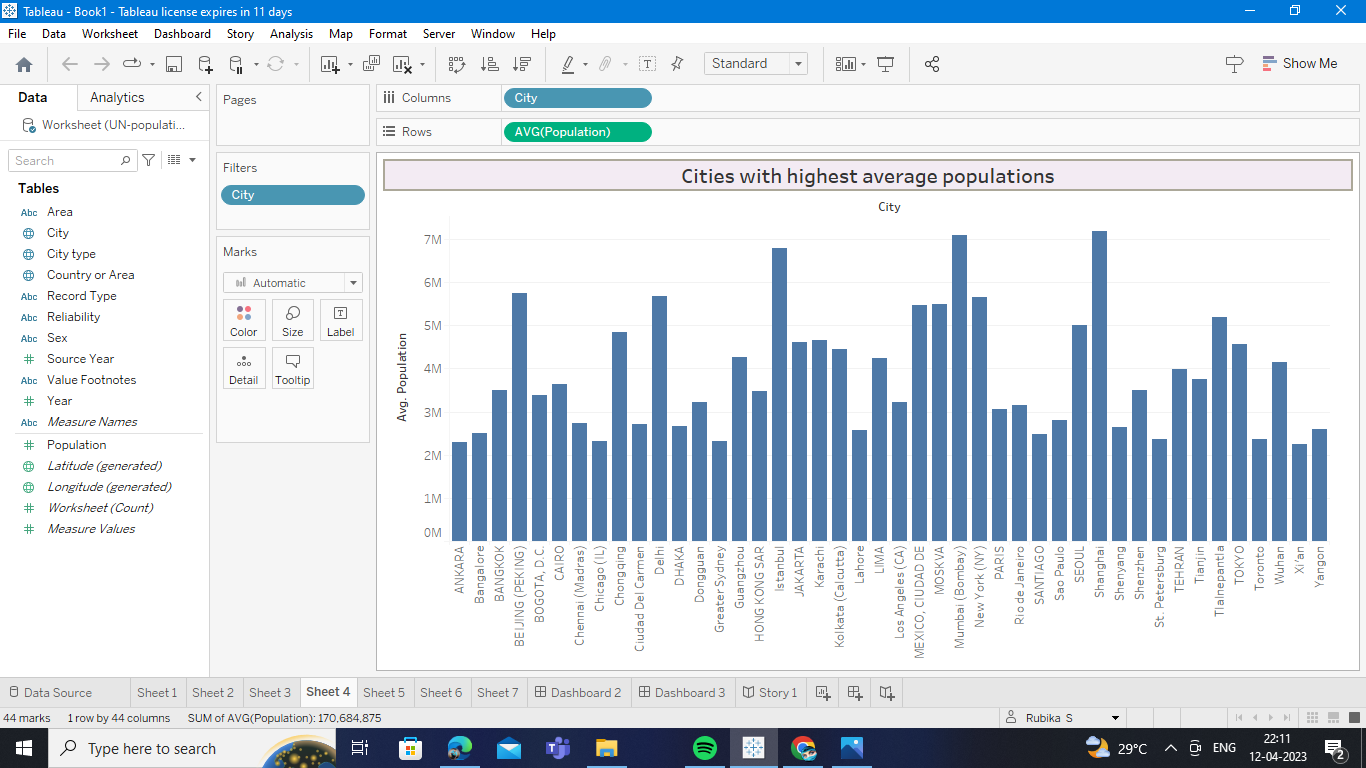 Tableau - Book1 - Tableau license expires in 11 days
File Data Worksheet Dashboard Story Analysis Map Format Server Window Help
Standard
Show Me
Data Analytics
Worksheet (UN-populati...
Search
Tables
Abc Area
City
City type
Country or Area
Abc Record Type
Abc Reliability
Abc Sex
Source Year
Abc Value Footnotes
Year
Abc Measure Names
Population
Latitude (generated)
Longitude (generated)
Worksheet (Count)
Measure Values
Pages
Filters
City
Marks
Automatic
Color Size Label
Detail Tooltip
Columns City
Rows AVG(Population)
Cities with highest average populations
City
Avg. Population
7M
6M
5M
4M
3M
2M
1M
0M
ANKARA
Bangalore
BANGKOK
BEIJING (PEKING)
BOGOTA, D.C.
CAIRO
Chennai (Madras)
Chicago (IL)
Chongqing
Ciudad Del Carmen
Delhi
DHAKA
Dongguan
Greater Sydney
Guangzhou
HONG KONG SAR
Istanbul
JAKARTA
Karachi
Kolkata (Calcutta)
Lahore
LIMA
Los Angeles (CA)
MEXICO, CIUDAD DE
MOSKVA
Mumbai (Bombay)
New York (NY)
PARIS
Rio de Janeiro
SANTIAGO
Sao Paulo
SEOUL
Shanghai
Shenyang
Shenzhen
St. Petersburg
TEHRAN
Tianjin
Tlalnepantla
TOKYO
Toronto
Wuhan
Xi'an
Yangon
Data Source Sheet 1 Sheet 2 Sheet 3 Sheet 4 Sheet 5 Sheet 6 Sheet 7 Dashboard 2 Dashboard 3 Story 1
44 marks 1 row by 44 columns SUM of AVG(Population): 170,684,875
Rubika S
Type here to search
29°C
ENG
22:11
12-04-2023
2